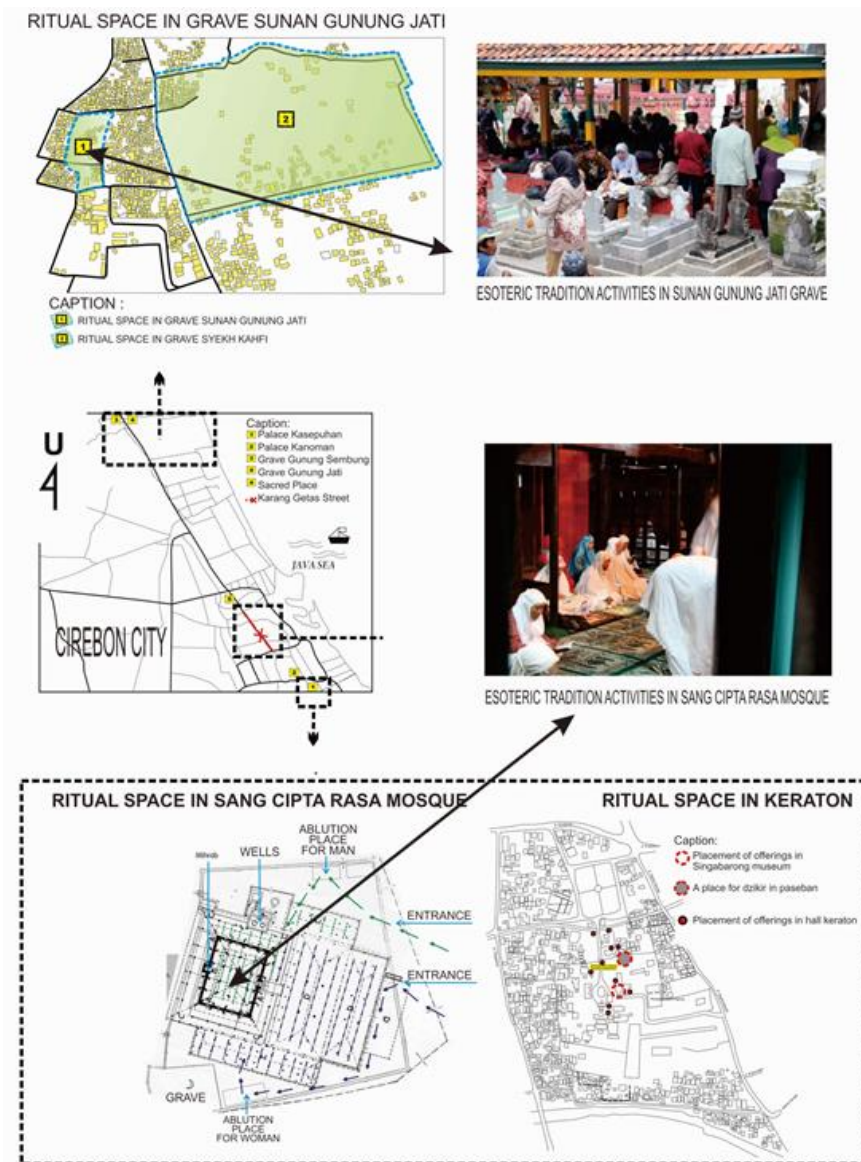 RITUAL SPACE IN GRAVE SUNAN GUNUNG JATI
1
2
CAPTION :
1 RITUAL SPACE IN GRAVE SUNAN GUNUNG JATI
2 RITUAL SPACE IN GRAVE SYEKH KAHFI
ESOTERIC TRADITION ACTIVITIES IN SUNAN GUNUNG JATI GRAVE
U
Caption:
Palace Kasepuhan
Palace Kanoman
Grave Gunung Sembung
Grave Gunung Jati
Sacred Place
Karang Getas Street
JAVA SEA
CIREBON CITY
ESOTERIC TRADITION ACTIVITIES IN SANG CIPTA RASA MOSQUE
RITUAL SPACE IN SANG CIPTA RASA MOSQUE
Mihrab
WELLS
ABLUTION
PLACE
FOR MAN
ENTRANCE
ENTRANCE
GRAVE
ABLUTION
PLACE
FOR WOMAN
RITUAL SPACE IN KERATON
Caption:
Placement of offerings in
Singabarong museum
A place for dzikir in paseban
Placement of offerings in hall keraton